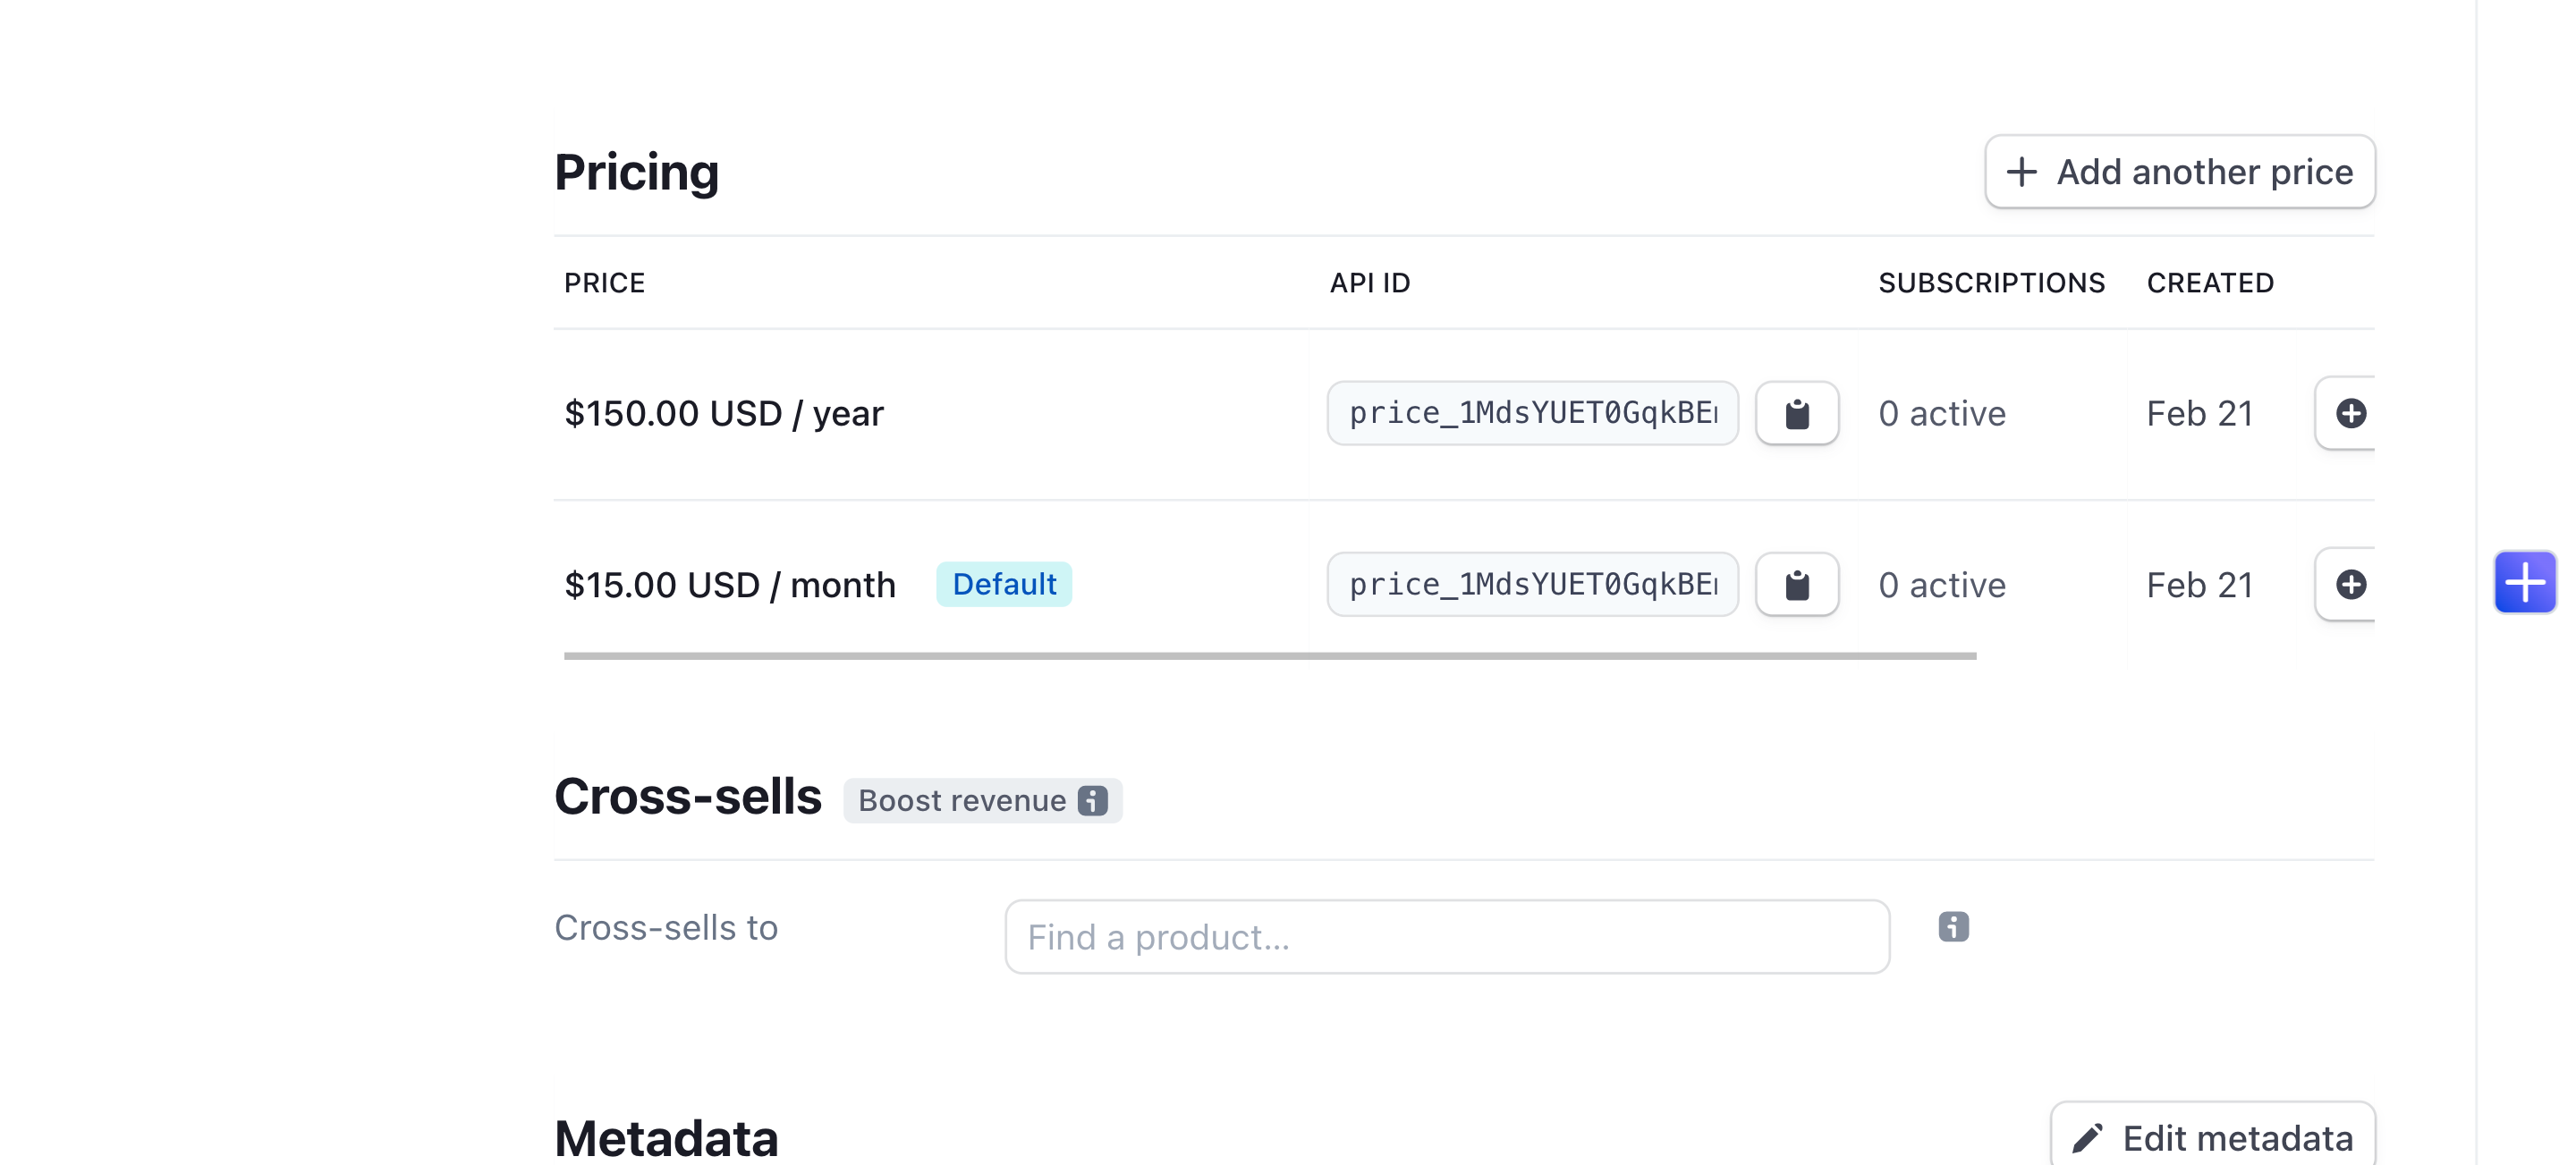 Pricing
Add another price
PRICE API ID SUBSCRIPTIONS CREATED
$150.00 USD / year price_1MdsYUET0GqkBE 0 active Feb 21
$15.00 USD / month Default price_1MdsYUET0GqkBE 0 active Feb 21
Cross-sells Boost revenue
Cross-sells to Find a product...
Metadata Edit metadata